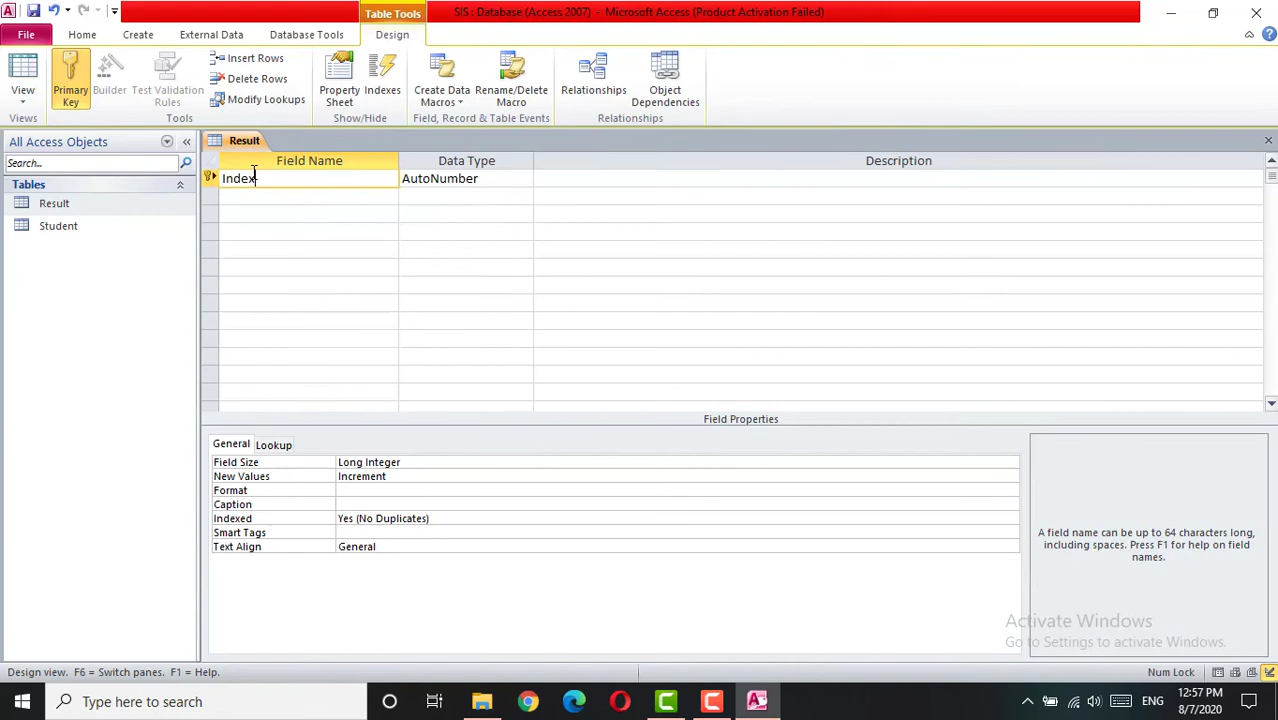 Table Tools
SIS : Database (Access 2007) - Microsoft Access (Product Activation Failed)
File
Home
Create
External Data
Database Tools
Design
View
Primary Key
Builder
Test Validation Rules
Insert Rows
Delete Rows
Modify Lookups
Property Sheet
Indexes
Create Data Macros
Rename/Delete Macro
Relationships
Object Dependencies
Views
Tools
Show/Hide
Field, Record & Table Events
Relationships
All Access Objects
Search...
Tables
Result
Student
Result
Field Name
Data Type
Description
Index
AutoNumber
Field Properties
General
Lookup
Field Size
Long Integer
New Values
Increment
Format
Caption
Indexed
Yes (No Duplicates)
Smart Tags
Text Align
General
A field name can be up to 64 characters long,
including spaces. Press F1 for help on field
names.
Activate Windows
Go to Settings to activate Windows.
Design view. F6 = Switch panes. F1 = Help.
Num Lock
Type here to search
ENG
12:57 PM
8/7/2020